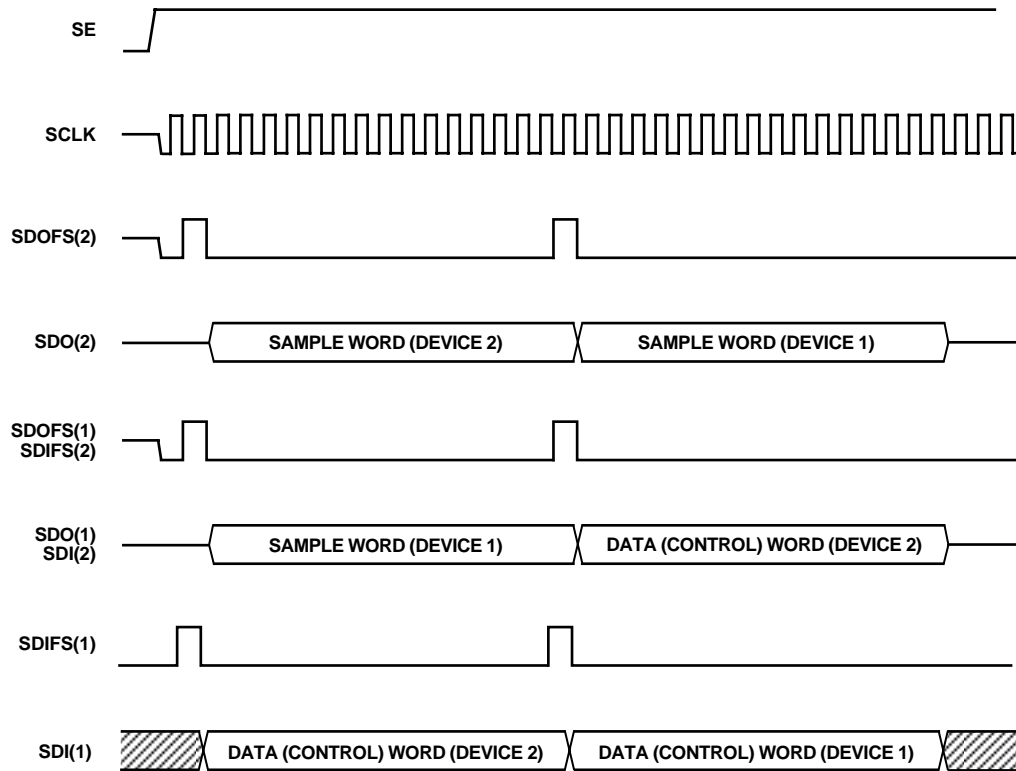 SE
SCLK
SDOFS(2)
SDO(2)
SAMPLE WORD (DEVICE 2)
SAMPLE WORD (DEVICE 1)
SDOFS(1)
SDIFS(2)
SDO(1)
SDI(2)
SAMPLE WORD (DEVICE 1)
DATA (CONTROL) WORD (DEVICE 2)
SDIFS(1)
SDI(1)
DATA (CONTROL) WORD (DEVICE 2)
DATA (CONTROL) WORD (DEVICE 1)